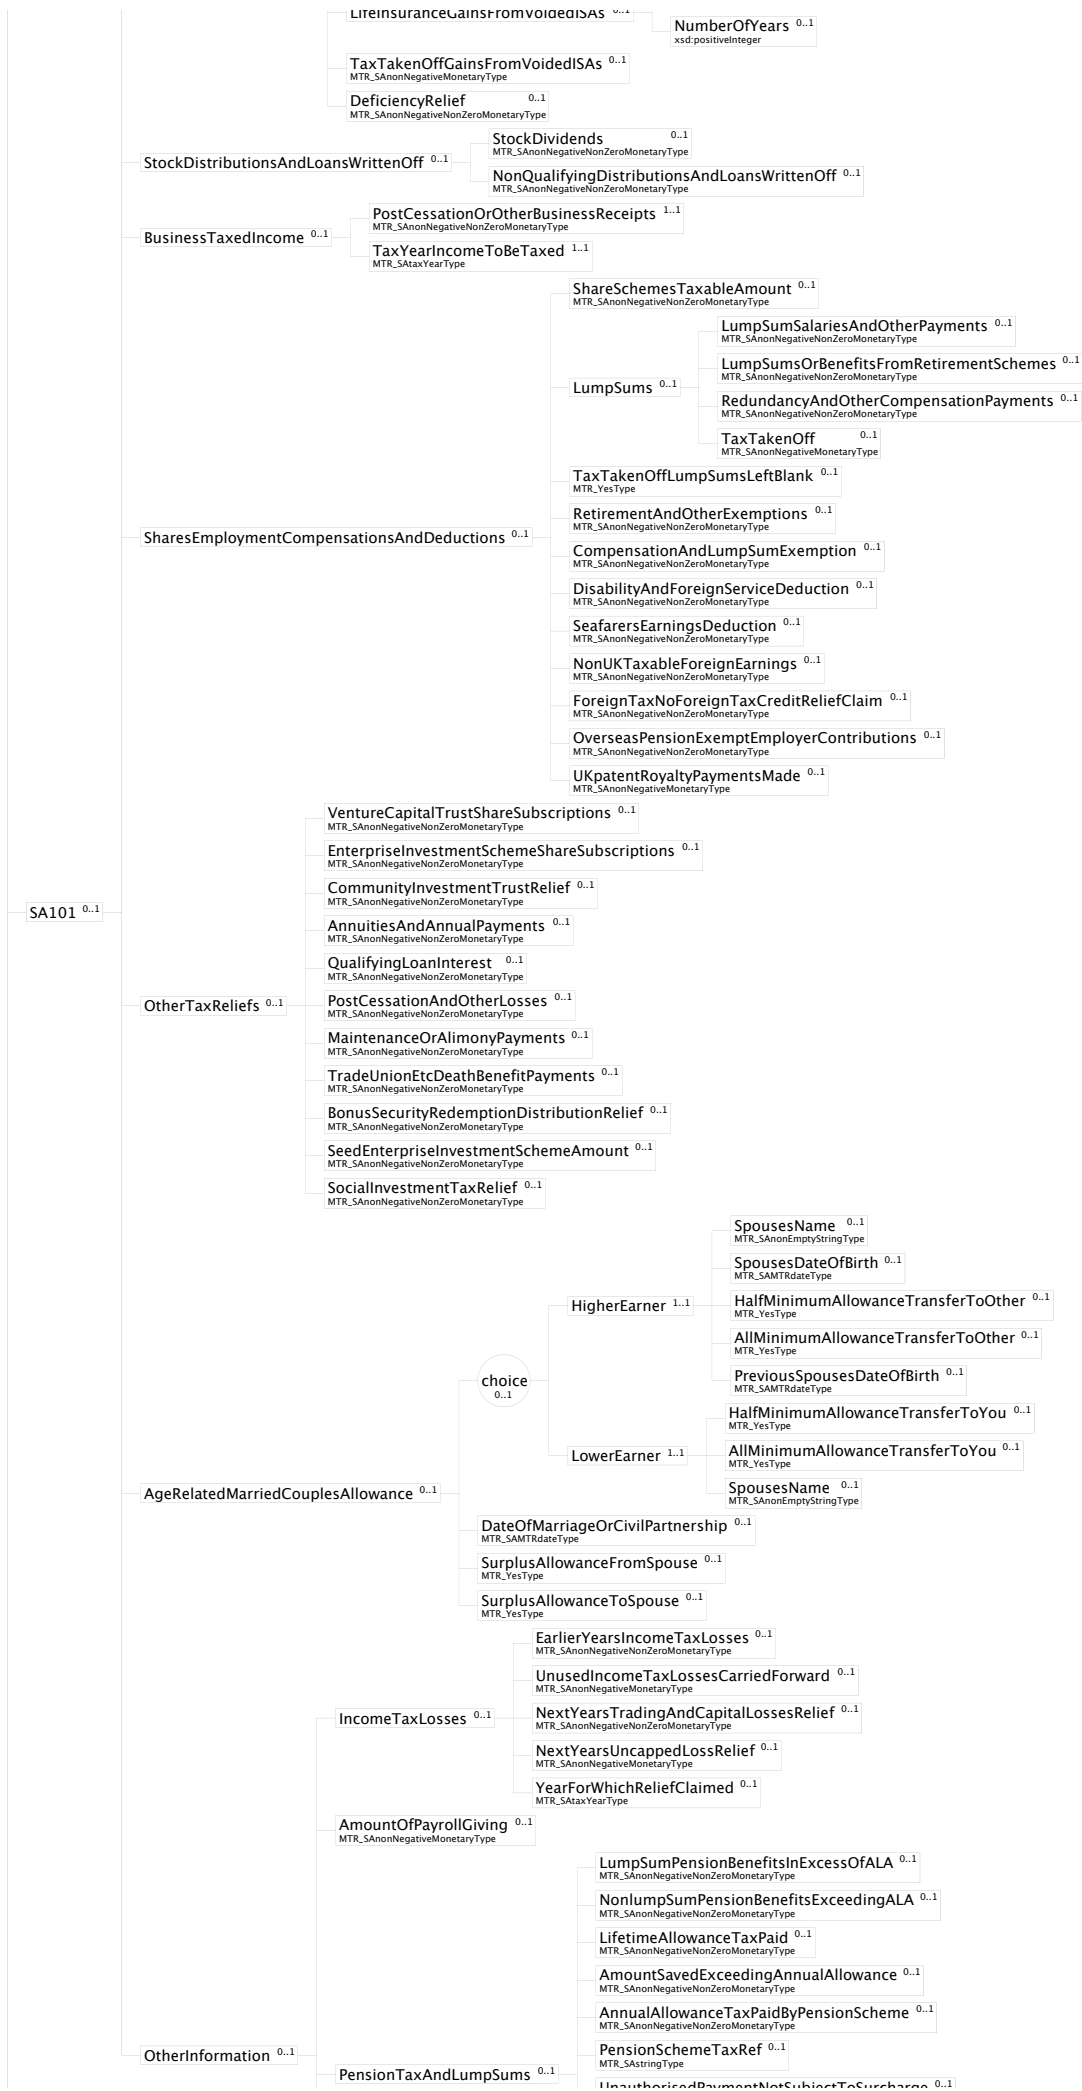 LifeInsuranceGainsFromVoidedISAs 0..1
NumberOfYears 0..1
xsd:positiveInteger
TaxTakenOffGainsFromVoidedISAs 0..1
MTR_SAnonNegativeMonetaryType
DeficiencyRelief 0..1
MTR_SAnonNegativeNonZeroMonetaryType
StockDistributionsAndLoansWrittenOff 0..1
StockDividends 0..1
MTR_SAnonNegativeNonZeroMonetaryType
NonQualifyingDistributionsAndLoansWrittenOff 0..1
MTR_SAnonNegativeNonZeroMonetaryType
BusinessTaxedIncome 0..1
PostCessationOrOtherBusinessReceipts 1..1
MTR_SAnonNegativeNonZeroMonetaryType
TaxYearIncomeToBeTaxed 1..1
MTR_SAtaxYearType
ShareSchemesTaxableAmount 0..1
MTR_SAnonNegativeNonZeroMonetaryType
LumpSums 0..1
LumpSumSalariesAndOtherPayments 0..1
MTR_SAnonNegativeNonZeroMonetaryType
LumpSumsOrBenefitsFromRetirementSchemes 0..1
MTR_SAnonNegativeNonZeroMonetaryType
RedundancyAndOtherCompensationPayments 0..1
MTR_SAnonNegativeNonZeroMonetaryType
TaxTakenOff 0..1
MTR_SAnonNegativeMonetaryType
TaxTakenOffLumpSumsLeftBlank 0..1
MTR_YesType
RetirementAndOtherExemptions 0..1
MTR_SAnonNegativeNonZeroMonetaryType
SharesEmploymentCompensationsAndDeductions 0..1
CompensationAndLumpSumExemption 0..1
MTR_SAnonNegativeNonZeroMonetaryType
DisabilityAndForeignServiceDeduction 0..1
MTR_SAnonNegativeNonZeroMonetaryType
SeafarersEarningsDeduction 0..1
MTR_SAnonNegativeNonZeroMonetaryType
NonUKTaxableForeignEarnings 0..1
MTR_SAnonNegativeNonZeroMonetaryType
ForeignTaxNoForeignTaxCreditReliefClaim 0..1
MTR_SAnonNegativeNonZeroMonetaryType
OverseasPensionExemptEmployerContributions 0..1
MTR_SAnonNegativeNonZeroMonetaryType
UKpatentRoyaltyPaymentsMade 0..1
MTR_SAnonNegativeMonetaryType
SA101 0..1
OtherTaxReliefs 0..1
VentureCapitalTrustShareSubscriptions 0..1
MTR_SAnonNegativeNonZeroMonetaryType
EnterpriseInvestmentSchemeShareSubscriptions 0..1
MTR_SAnonNegativeNonZeroMonetaryType
CommunityInvestmentTrustRelief 0..1
MTR_SAnonNegativeNonZeroMonetaryType
AnnuitiesAndAnnualPayments 0..1
MTR_SAnonNegativeNonZeroMonetaryType
QualifyingLoanInterest 0..1
MTR_SAnonNegativeNonZeroMonetaryType
PostCessationAndOtherLosses 0..1
MTR_SAnonNegativeNonZeroMonetaryType
MaintenanceOrAlimonyPayments 0..1
MTR_SAnonNegativeNonZeroMonetaryType
TradeUnionEtcDeathBenefitPayments 0..1
MTR_SAnonNegativeNonZeroMonetaryType
BonusSecurityRedemptionDistributionRelief 0..1
MTR_SAnonNegativeNonZeroMonetaryType
SeedEnterpriseInvestmentSchemeAmount 0..1
MTR_SAnonNegativeNonZeroMonetaryType
SocialInvestmentTaxRelief 0..1
MTR_SAnonNegativeNonZeroMonetaryType
AgeRelatedMarriedCouplesAllowance 0..1
choice
0..1
HigherEarner 1..1
SpousesName 0..1
MTR_SAnonEmptyStringType
SpousesDateOfBirth 0..1
MTR_SAMTRdateType
HalfMinimumAllowanceTransferToOther 0..1
MTR_YesType
AllMinimumAllowanceTransferToOther 0..1
MTR_YesType
PreviousSpousesDateOfBirth 0..1
MTR_SAMTRdateType
LowerEarner 1..1
HalfMinimumAllowanceTransferToYou 0..1
MTR_YesType
AllMinimumAllowanceTransferToYou 0..1
MTR_YesType
SpousesName 0..1
MTR_SAnonEmptyStringType
DateOfMarriageOrCivilPartnership 0..1
MTR_SAMTRdateType
SurplusAllowanceFromSpouse 0..1
MTR_YesType
SurplusAllowanceToSpouse 0..1
MTR_YesType
OtherInformation 0..1
IncomeTaxLosses 0..1
EarlierYearsIncomeTaxLosses 0..1
MTR_SAnonNegativeNonZeroMonetaryType
UnusedIncomeTaxLossesCarriedForward 0..1
MTR_SAnonNegativeMonetaryType
NextYearsTradingAndCapitalLossesRelief 0..1
MTR_SAnonNegativeNonZeroMonetaryType
NextYearsUncappedLossRelief 0..1
MTR_SAnonNegativeMonetaryType
YearForWhichReliefClaimed 0..1
MTR_SAtaxYearType
AmountOfPayrollGiving 0..1
MTR_SAnonNegativeMonetaryType
PensionTaxAndLumpSums 0..1
LumpSumPensionBenefitsInExcessOfALA 0..1
MTR_SAnonNegativeNonZeroMonetaryType
NonlumpSumPensionBenefitsExceedingALA 0..1
MTR_SAnonNegativeNonZeroMonetaryType
LifetimeAllowanceTaxPaid 0..1
MTR_SAnonNegativeNonZeroMonetaryType
AmountSavedExceedingAnnualAllowance 0..1
MTR_SAnonNegativeNonZeroMonetaryType
AnnualAllowanceTaxPaidByPensionScheme 0..1
MTR_SAnonNegativeNonZeroMonetaryType
PensionSchemeTaxRef 0..1
MTR_SAstringType
UnauthorisedPaymentNotSubjectToSurcharge 0..1